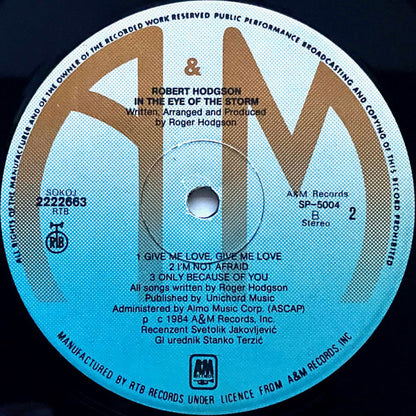 ALL RIGHTS OF THE MANUFACTURER AND OF THE OWNER OF THE RECORDED WORK RESERVED PUBLIC PERFORMANCE BROADCASTING AND COPYING OF THIS RECORD PROHIBITED
A&M
ROBERT HODGSON
IN THE EYE OF THE STORM
Written, Arranged and Produced
by Roger Hodgson
SOKOJ
2222663
RTB
RTB
A&M Records
SP-5004
B 2
Stereo
1 GIVE ME LOVE, GIVE ME LOVE
2 I'M NOT AFRAID
3 ONLY BECAUSE OF YOU
All songs written by Roger Hodgson
Published by Unichord Music
Administered by Almo Music Corp. (ASCAP)
p c 1984 A&M Records, Inc.
Recenzent Svetolik Jakovljević
Gl urednik Stanko Terzić
A&M
RECORDS
MANUFACTURED BY RTB RECORDS UNDER LICENCE FROM A&M RECORDS, INC